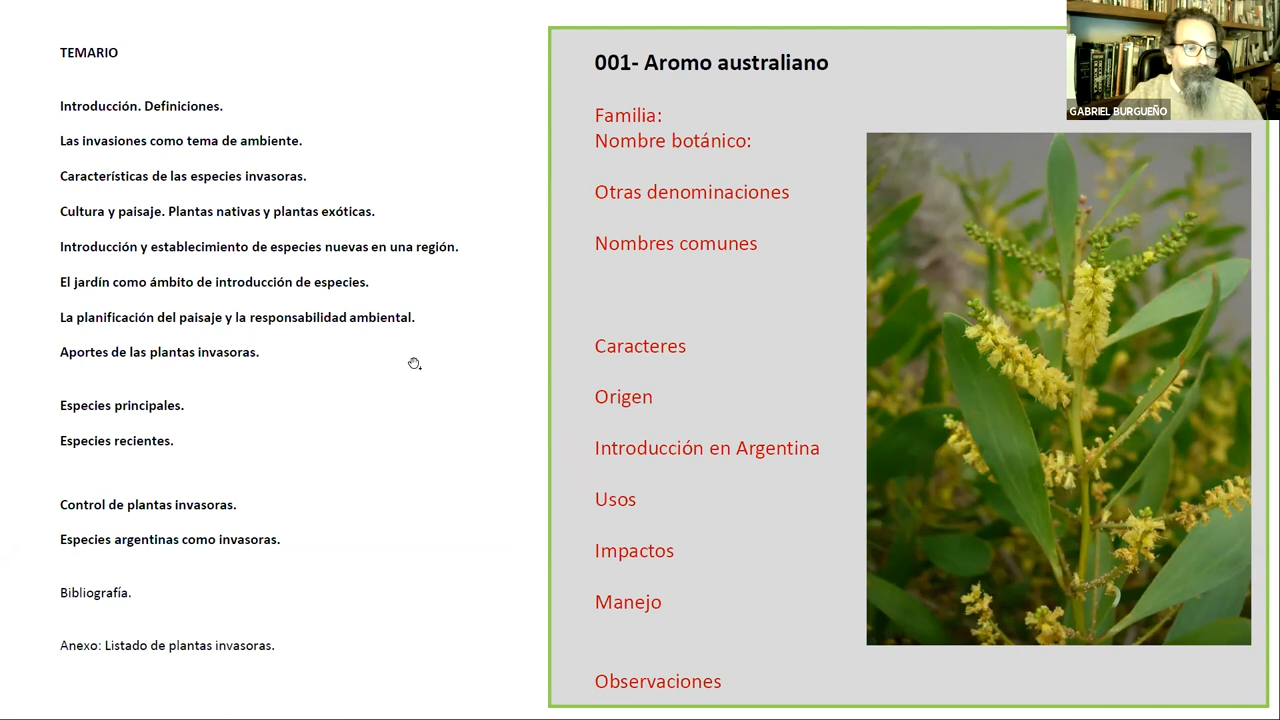 TEMARIO
Introducción. Definiciones.
Las invasiones como tema de ambiente.
Características de las especies invasoras.
Cultura y paisaje. Plantas nativas y plantas exóticas.
Introducción y establecimiento de especies nuevas en una región.
El jardín como ámbito de introducción de especies.
La planificación del paisaje y la responsabilidad ambiental.
Aportes de las plantas invasoras.
Especies principales.
Especies recientes.
Control de plantas invasoras.
Especies argentinas como invasoras.
Bibliografía.
Anexo: Listado de plantas invasoras.
001- Aromo australiano
Familia:
Nombre botánico:
Otras denominaciones
Nombres comunes
Caracteres
Origen
Introducción en Argentina
Usos
Impactos
Manejo
Observaciones
GABRIEL BURGUEÑO